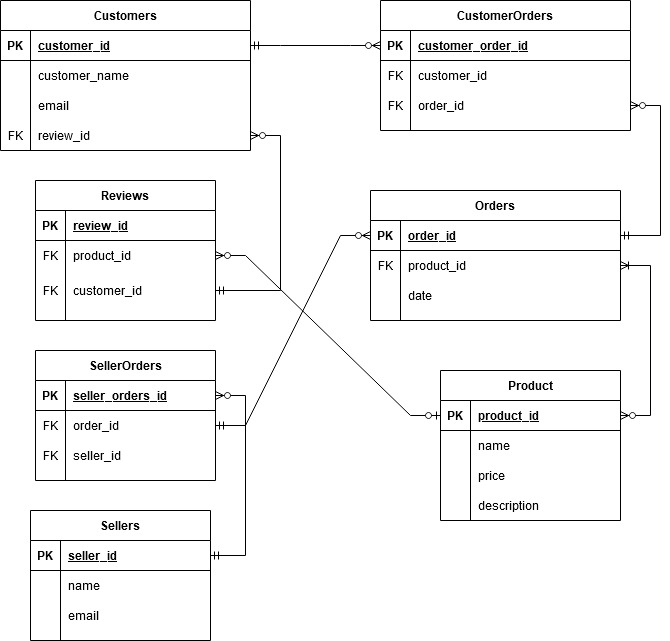 Customers
PK customer_id
customer_name
email
FK review_id
CustomerOrders
PK customer_order_id
FK customer_id
FK order_id
Reviews
PK review_id
FK product_id
FK customer_id
Orders
PK order_id
FK product_id
date
SellerOrders
PK seller_orders_id
FK order_id
FK seller_id
Product
PK product_id
name
price
description
Sellers
PK seller_id
name
email